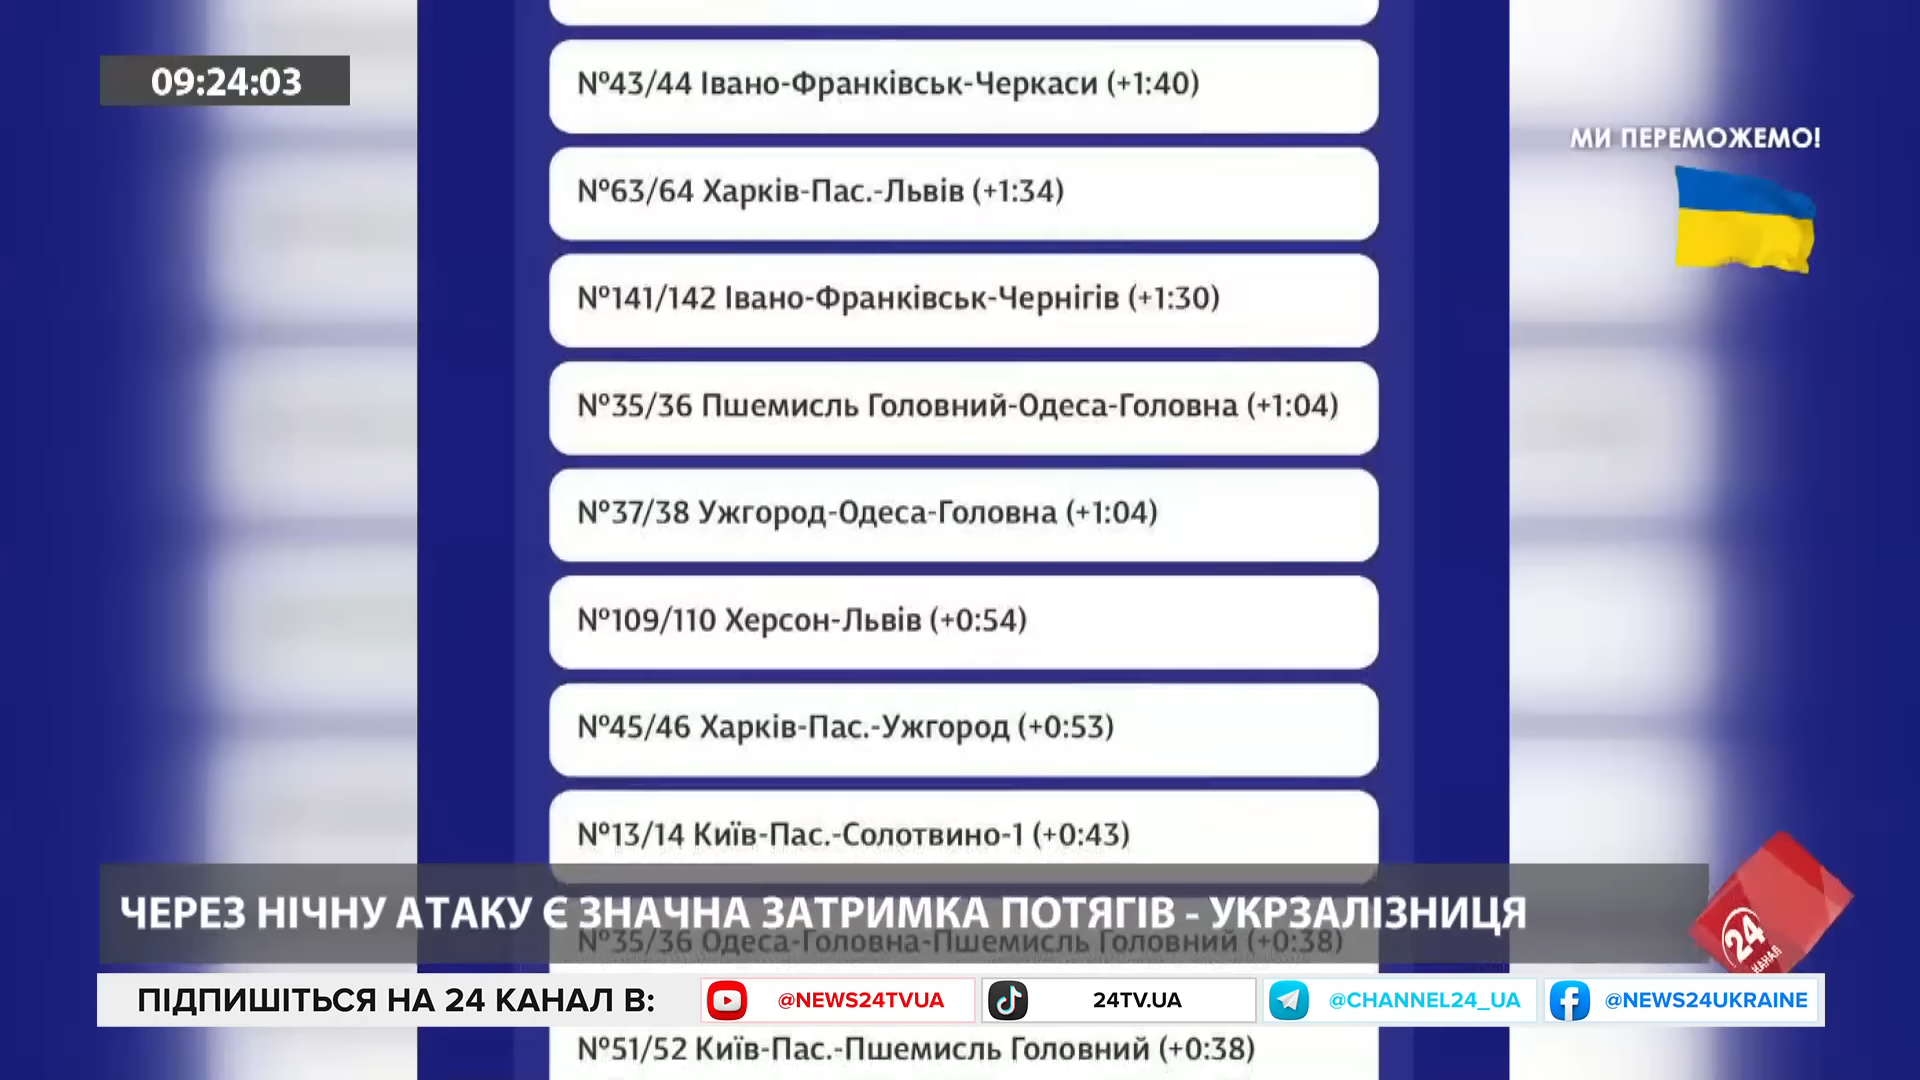 09:24:03
№43/44 Івано-Франківськ-Черкаси (+1:40)
МИ ПЕРЕМОЖЕМО!
№63/64 Харків-Пас.-Львів (+1:34)
№141/142 Івано-Франківськ-Чернігів (+1:30)
№35/36 Пшемисль Головний-Одеса-Головна (+1:04)
№37/38 Ужгород-Одеса-Головна (+1:04)
№109/110 Херсон-Львів (+0:54)
№45/46 Харків-Пас.-Ужгород (+0:53)
№13/14 Київ-Пас.-Солотвино-1 (+0:43)
ЧЕРЕЗ НІЧНУ АТАКУ Є ЗНАЧНА ЗАТРИМКА ПОТЯГІВ - УКРЗАЛІЗНИЦЯ
№35/36 Одеса-Головна-Пшемисль Головний (+0:38)
24 КАНАЛ
ПІДПИШІТЬСЯ НА 24 КАНАЛ В: @NEWS24TVUA 24TV.UA @CHANNEL24_UA @NEWS24UKRAINE
№51/52 Київ-Пас.-Пшемисль Головний (+0:38)